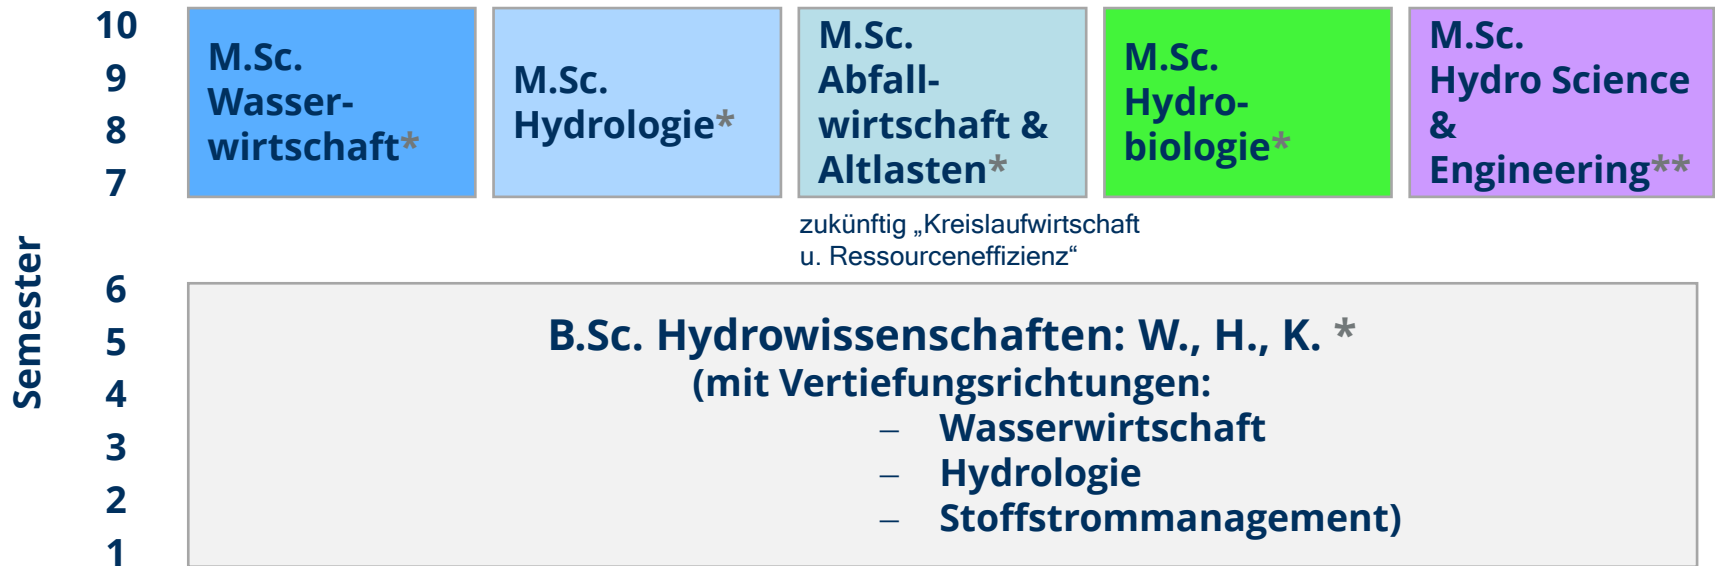 10
9
8
7
M.Sc.
Wasser-
wirtschaft*
M.Sc.
Hydrologie*
M.Sc.
Abfall-
wirtschaft &
Altlasten*
M.Sc.
Hydro-
biologie*
M.Sc.
Hydro Science
&
Engineering**
zukünftig „Kreislaufwirtschaft
u. Ressourceneffizienz“
Semester
6
5
4
3
2
1
B.Sc. Hydrowissenschaften: W., H., K. *
(mit Vertiefungsrichtungen:
– Wasserwirtschaft
– Hydrologie
– Stoffstrommanagement)